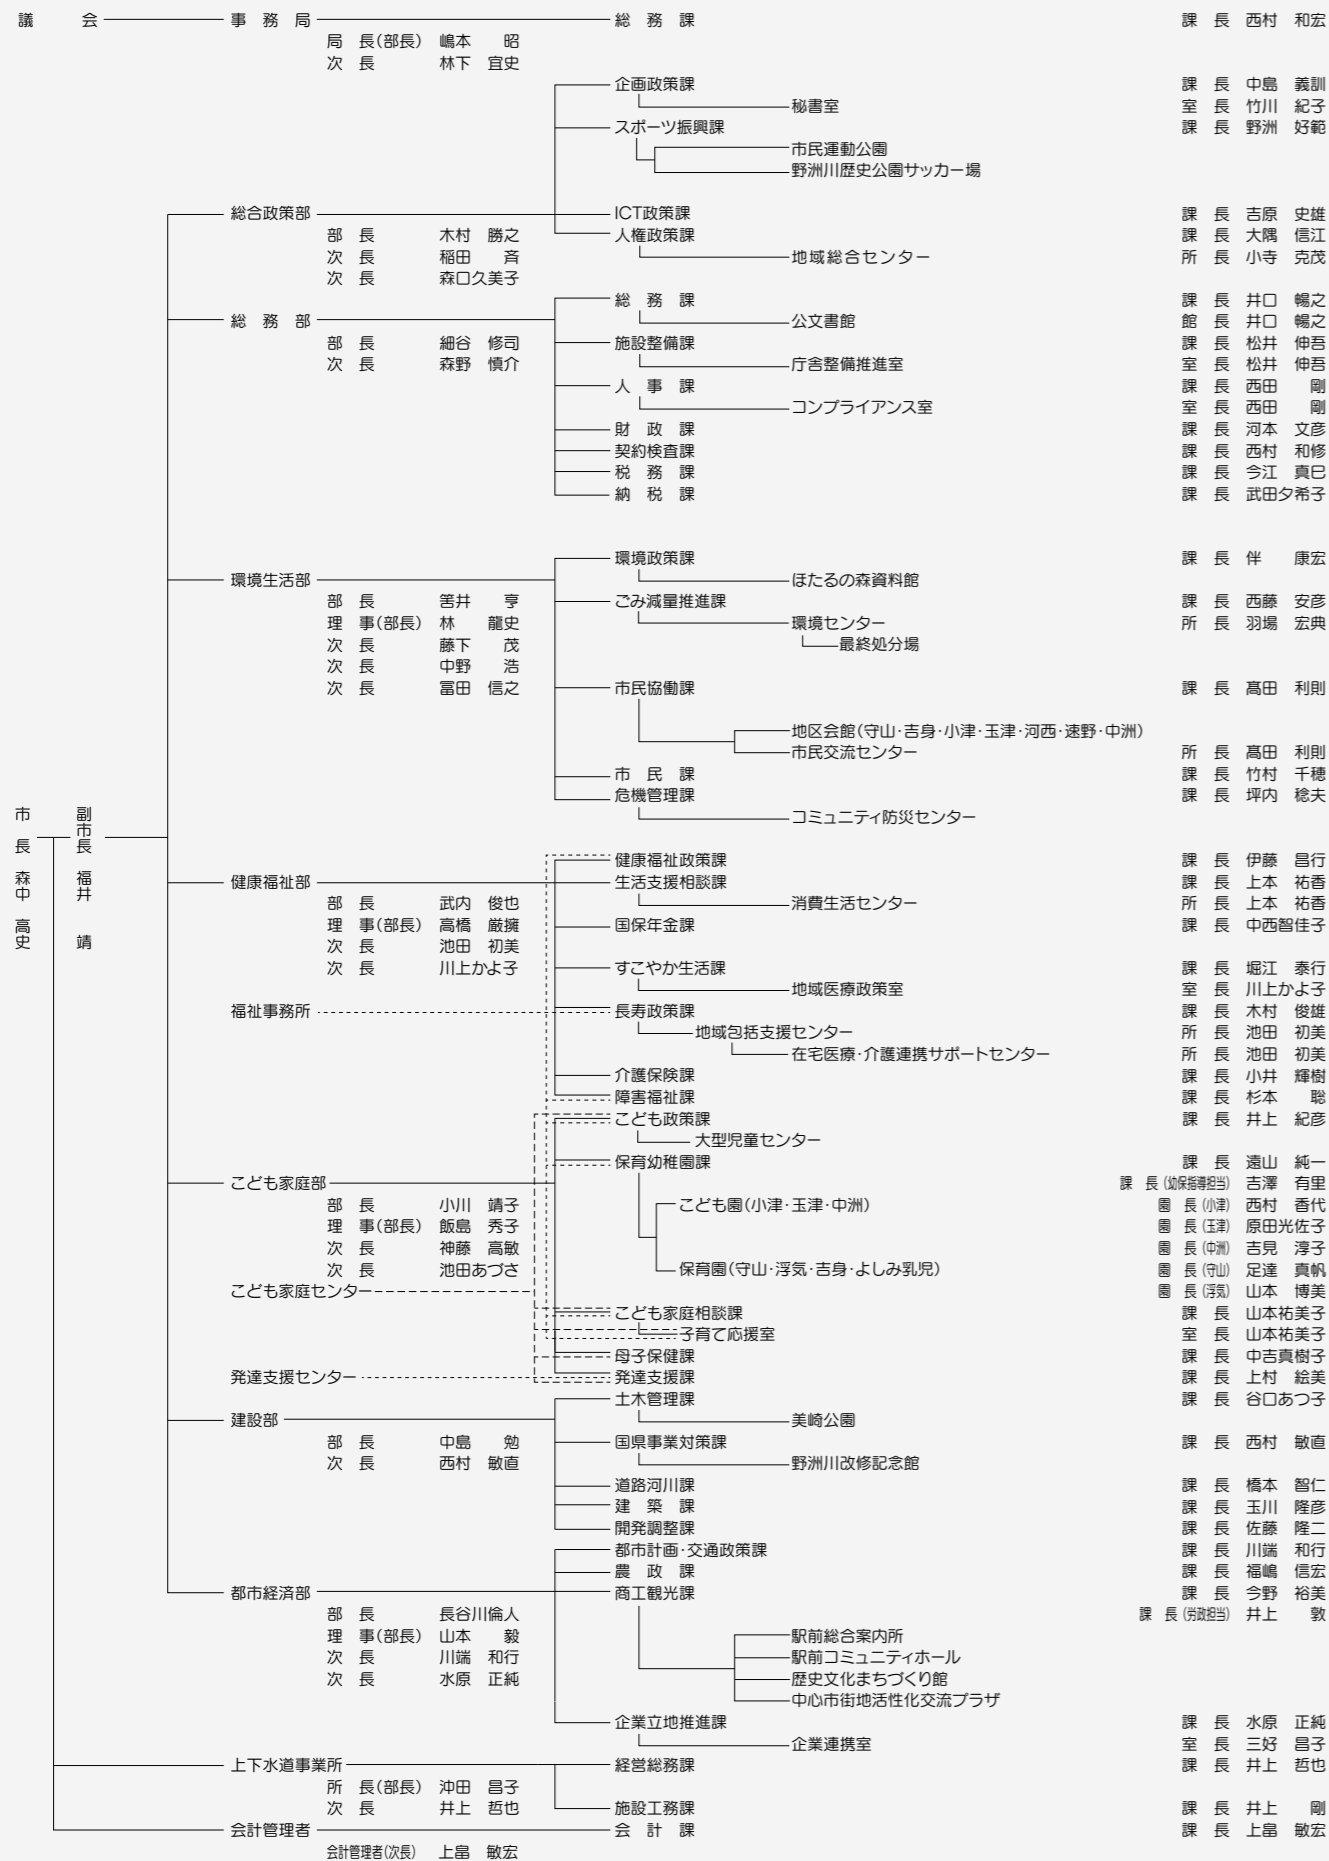 議　会　事　務　局　総　務　課　課　長　西村　和宏
局　長(部長)　嶋本　昭
次　長　林下　宜史
企画政策課　課　長　中島　義訓
秘書室　室　長　竹川　紀子
スポーツ振興課　課　長　野洲　好範
市民運動公園
野洲川歴史公園サッカー場
総合政策部　ICT政策課　課　長　吉原　史雄
部　長　木村　勝之　人権政策課　課　長　大隅　信江
次　長　稲田　斉　地域総合センター　所　長　小寺　克茂
次　長　森口久美子
総　務　課　課　長　井口　暢之
総　務　部　公文書館　館　長　井口　暢之
部　長　細谷　修司　施設整備課　課　長　松井　伸吾
次　長　森野　慎介　庁舎整備推進室　室　長　松井　伸吾
人　事　課　課　長　西田　剛
コンプライアンス室　室　長　西田　剛
財　政　課　課　長　河本　文彦
契約検査課　課　長　西村　和修
税　務　課　課　長　今江　真巳
納　税　課　課　長　武田夕希子
環境政策課　課　長　伴　康宏
環境生活部　ほたるの森資料館
部　長　筈井　亨　ごみ減量推進課　課　長　西藤　安彦
理　事(部長)　林　龍史　環境センター　所　長　羽場　宏典
次　長　藤下　茂　最終処分場
次　長　中野　浩
次　長　冨田　信之　市民協働課　課　長　髙田　利則
地区会館(守山・吉身・小津・玉津・河西・速野・中洲)
市民交流センター　所　長　髙田　利則
市　民　課　課　長　竹村　千穂
危機管理課　課　長　坪内　稔夫
コミュニティ防災センター
市　長　森中　高史
副市長　福井　靖
健康福祉政策課　課　長　伊藤　昌行
健康福祉部　生活支援相談課　課　長　上本　祐香
部　長　武内　俊也　消費生活センター　所　長　上本　祐香
理　事(部長)　高橋　厳擁　国保年金課　課　長　中西智佳子
次　長　池田　初美
次　長　川上かよ子　すこやか生活課　課　長　堀江　泰行
地域医療政策室　室　長　川上かよ子
福祉事務所　長寿政策課　課　長　木村　俊雄
地域包括支援センター　所　長　池田　初美
在宅医療・介護連携サポートセンター　所　長　池田　初美
介護保険課　課　長　小井　輝樹
障害福祉課　課　長　杉本　聡
こども政策課　課　長　井上　紀彦
大型児童センター
保育幼稚園課　課　長　遠山　純一
こども家庭部　課　長(幼保指導担当)　吉澤　有里
部　長　小川　靖子　こども園(小津・玉津・中洲)　園　長(小津)　西村　香代
理　事(部長)　飯島　秀子　園　長(玉津)　原田光佐子
次　長　神藤　高敏　園　長(中洲)　吉見　淳子
次　長　池田あづさ　保育園(守山・浮気・吉身・よしみ乳児)　園　長(守山)　足達　真帆
こども家庭センター　園　長(浮気)　山本　博美
こども家庭相談課　課　長　山本祐美子
子育て応援室　室　長　山本祐美子
母子保健課　課　長　中吉真樹子
発達支援センター　発達支援課　課　長　上村　絵美
土木管理課　課　長　谷口あつ子
建設部　美崎公園
部　長　中島　勉　国県事業対策課　課　長　西村　敏直
次　長　西村　敏直　野洲川改修記念館
道路河川課　課　長　橋本　智仁
建　築　課　課　長　玉川　隆彦
開発調整課　課　長　佐藤　隆二
都市計画・交通政策課　課　長　川端　和行
農　政　課　課　長　福嶋　信宏
都市経済部　商工観光課　課　長　今野　裕美
部　長　長谷川倫人　課　長(労政担当)　井上　敦
理　事(部長)　山本　毅　駅前総合案内所
次　長　川端　和行　駅前コミュニティホール
次　長　水原　正純　歴史文化まちづくり館
中心市街地活性化交流プラザ
企業立地推進課　課　長　水原　正純
企業連携室　室　長　三好　昌子
上下水道事業所　経営総務課　課　長　井上　哲也
所　長(部長)　沖田　昌子
次　長　井上　哲也　施設工務課　課　長　井上　剛
会計管理者　会　計　課　課　長　上畠　敏宏
会計管理者(次長)　上畠　敏宏